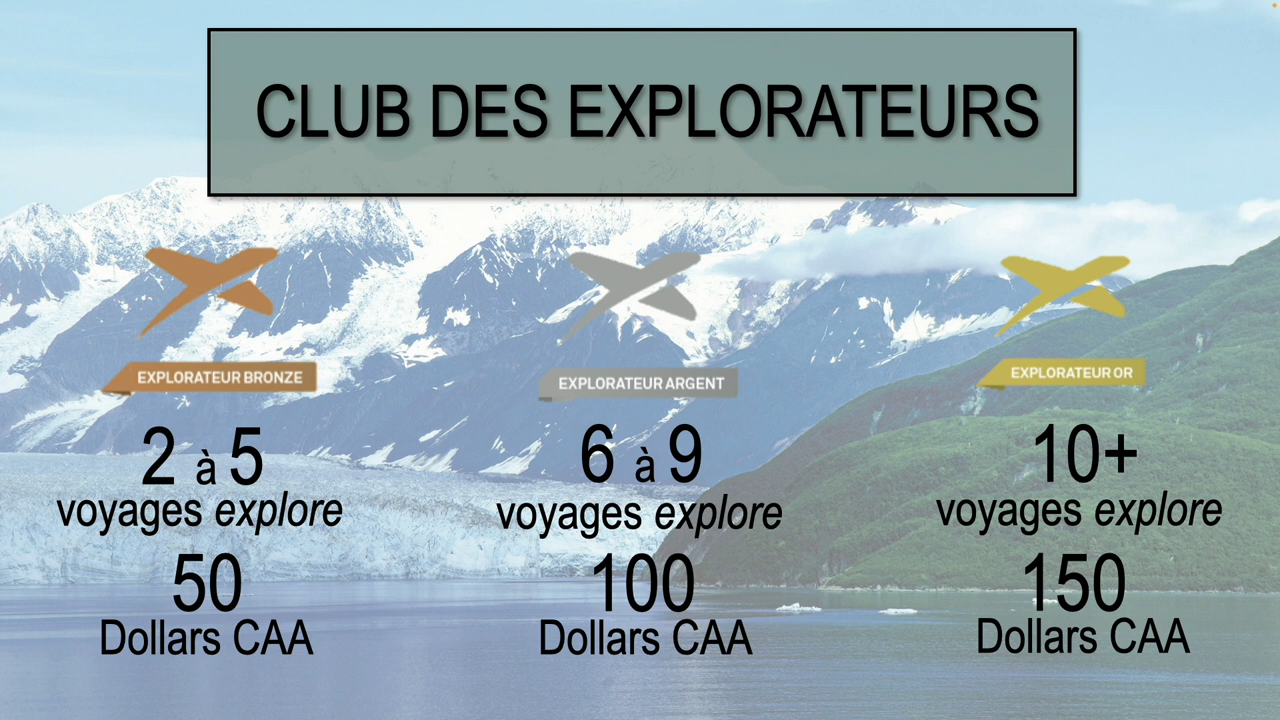 CLUB DES EXPLORATEURS
EXPLORATEUR BRONZE
2 à 5
voyages explore
50
Dollars CAA
EXPLORATEUR ARGENT
6 à 9
voyages explore
100
Dollars CAA
EXPLORATEUR OR
10+
voyages explore
150
Dollars CAA